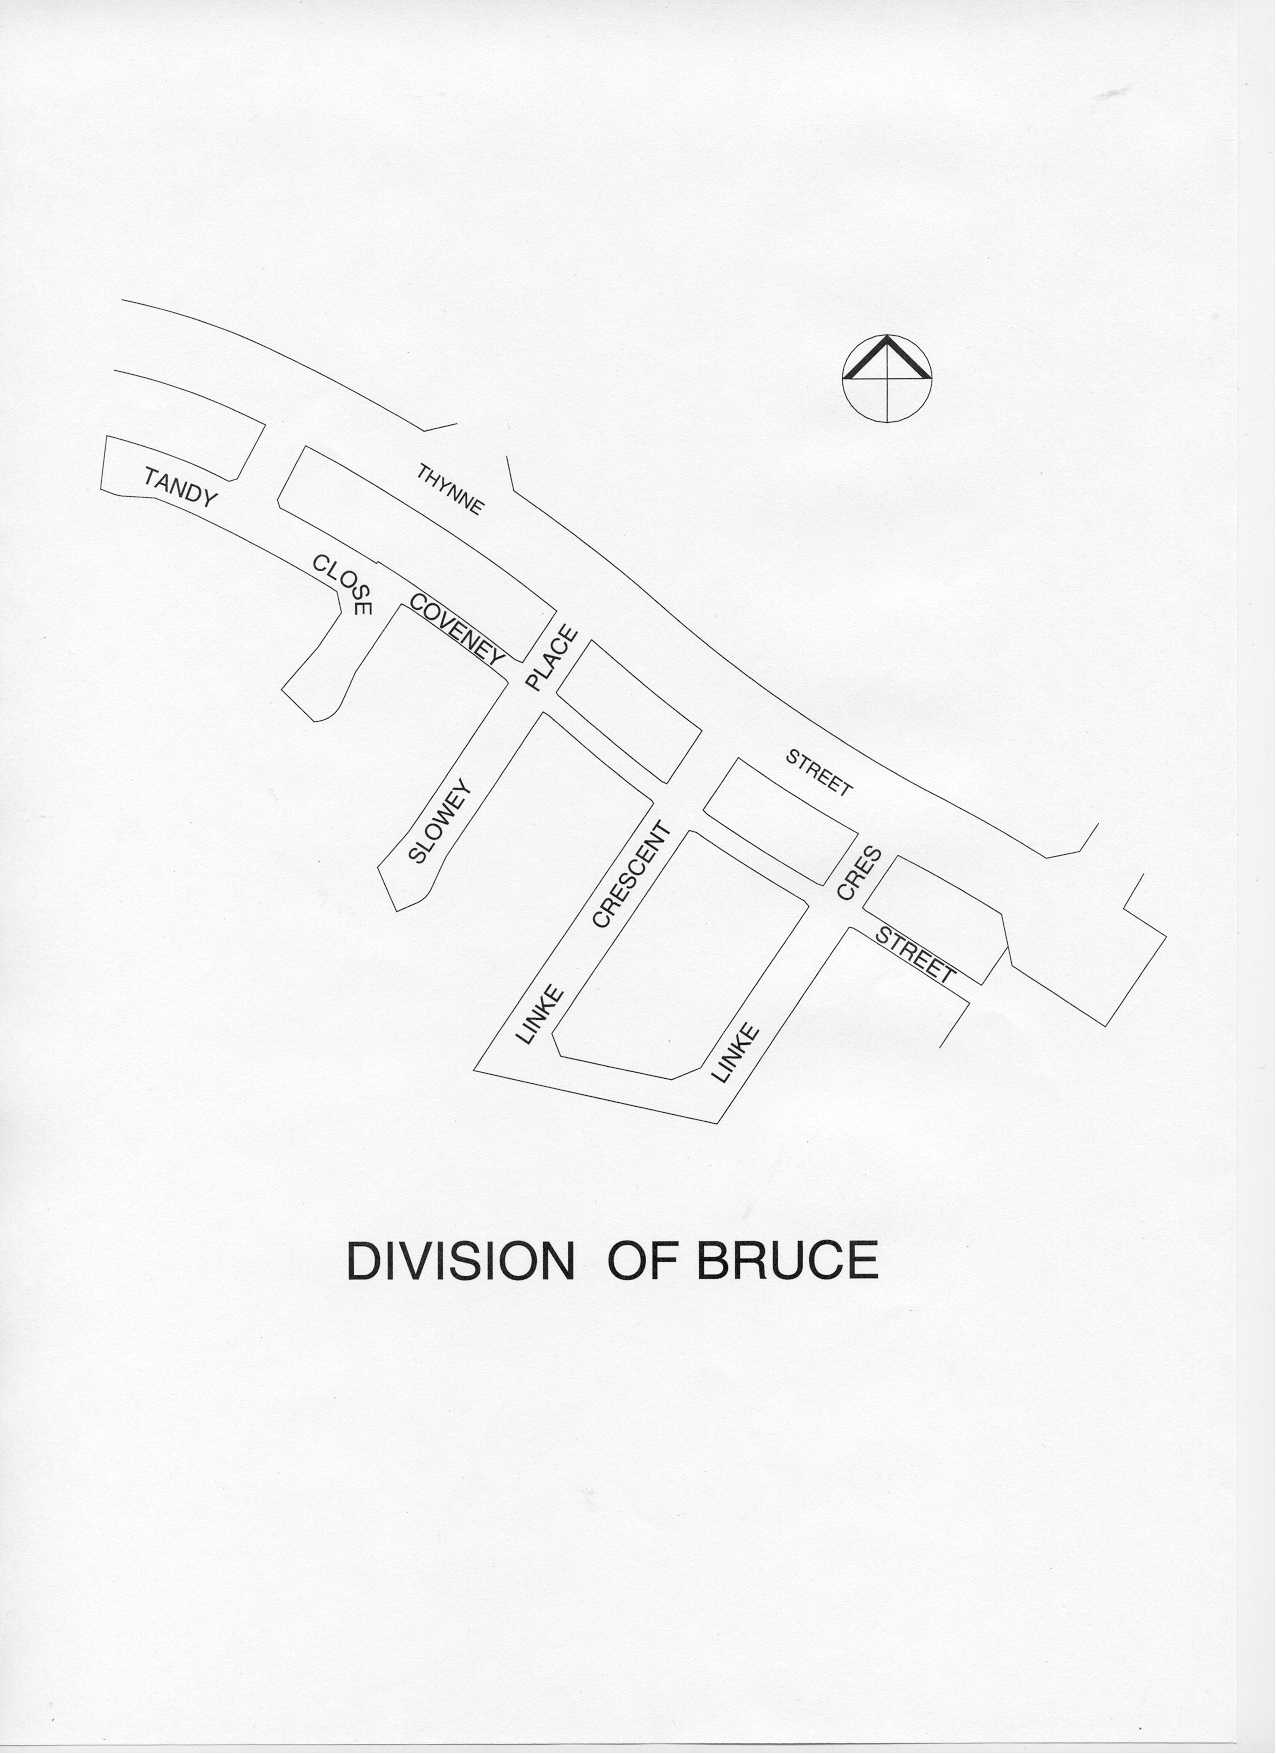 THYNNE
TANDY
CLOSE
COVENEY
PLACE
STREET
SLOWEY
CRESCENT
CRES
STREET
LINKE
LINKE
DIVISION OF BRUCE